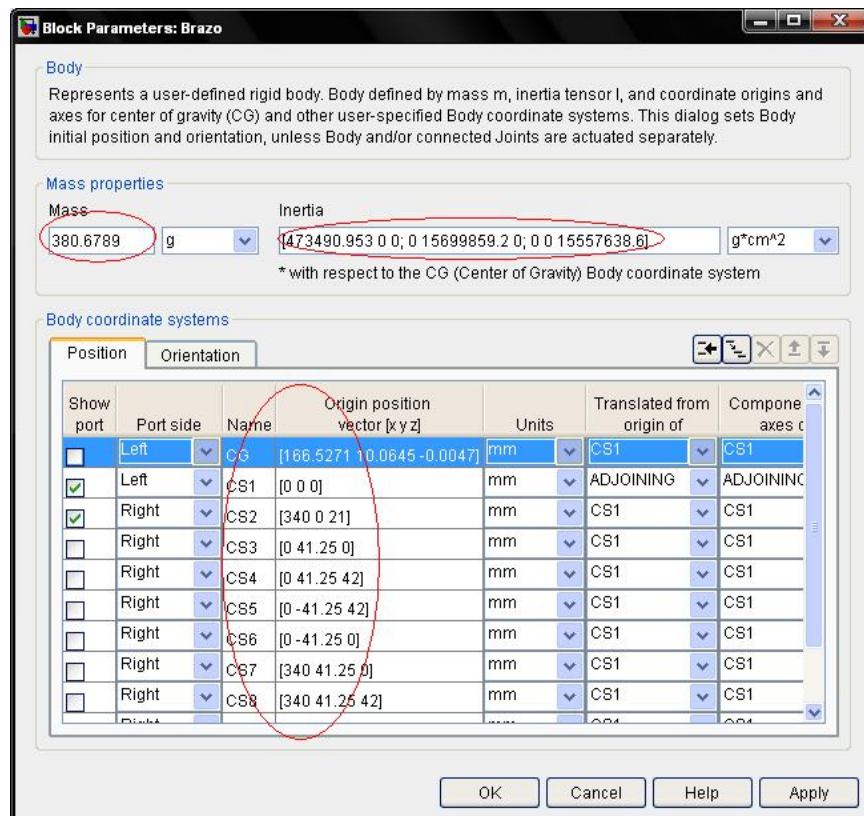 Block Parameters: Brazo
Body
Represents a user-defined rigid body. Body defined by mass m, inertia tensor I, and coordinate origins and
axes for center of gravity (CG) and other user-specified Body coordinate systems. This dialog sets Body
initial position and orientation, unless Body and/or connected Joints are actuated separately.
Mass properties
Mass Inertia
380.6789 g [473490.953 0 0; 0 15699859.2 0; 0 0 15557638.6] g*cm^2
* with respect to the CG (Center of Gravity) Body coordinate system
Body coordinate systems
Position Orientation
Show Origin position Translated from Compone
port Port side Name vector [x y z] Units origin of axes o
Left CG [166.5271 10.0645 -0.0047] mm CS1 CS1
Left CS1 [0 0 0] mm ADJOINING ADJOINING
Right CS2 [340 0 21] mm CS1 CS1
Right CS3 [0 41.25 0] mm CS1 CS1
Right CS4 [0 41.25 42] mm CS1 CS1
Right CS5 [0 -41.25 42] mm CS1 CS1
Right CS6 [0 -41.25 0] mm CS1 CS1
Right CS7 [340 41.25 0] mm CS1 CS1
Right CS8 [340 41.25 42] mm CS1 CS1
OK Cancel Help Apply